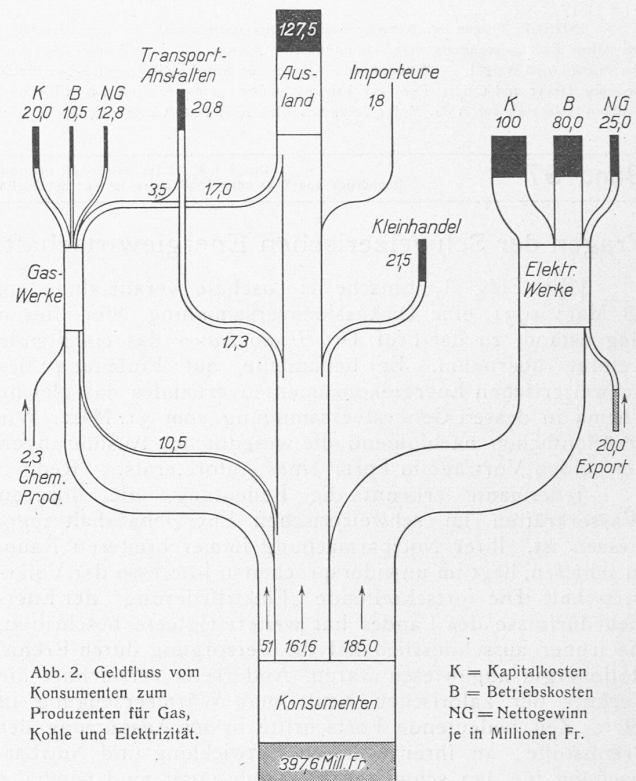 127,5
Transport-
Anstalten
20,8
Aus-
land
Importeure
1,8
K
20,0
B
10,5
NG
12,8
K
100
B
80,0
NG
25,0
3,5
17,0
Kleinhandel
21,5
Gas-
Werke
Elektr.
Werke
17,3
2,3
Chem.
Prod.
10,5
20,0
Export
51
161,6
185,0
Konsumenten
397,6 Mill. Fr.
Abb. 2. Geldfluss vom
Konsumenten zum
Produzenten für Gas,
Kohle und Elektrizität.
K = Kapitalkosten
B = Betriebskosten
NG = Nettogewinn
je in Millionen Fr.